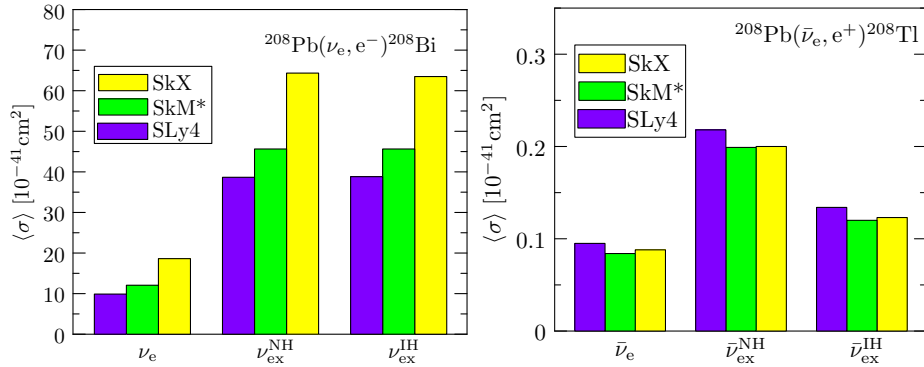 80
70
60
50
40
30
20
10
0
⟨σ⟩ [10⁻⁴¹cm²]
²⁰⁸Pb(νₑ, e⁻)²⁰⁸Bi
SkX
SkM*
SLy4
νₑ
ν_ex^NH
ν_ex^IH
0.3
0.2
0.1
0
⟨σ⟩ [10⁻⁴¹cm²]
²⁰⁸Pb(ν̄ₑ, e⁺)²⁰⁸Tl
SkX
SkM*
SLy4
ν̄ₑ
ν̄_ex^NH
ν̄_ex^IH